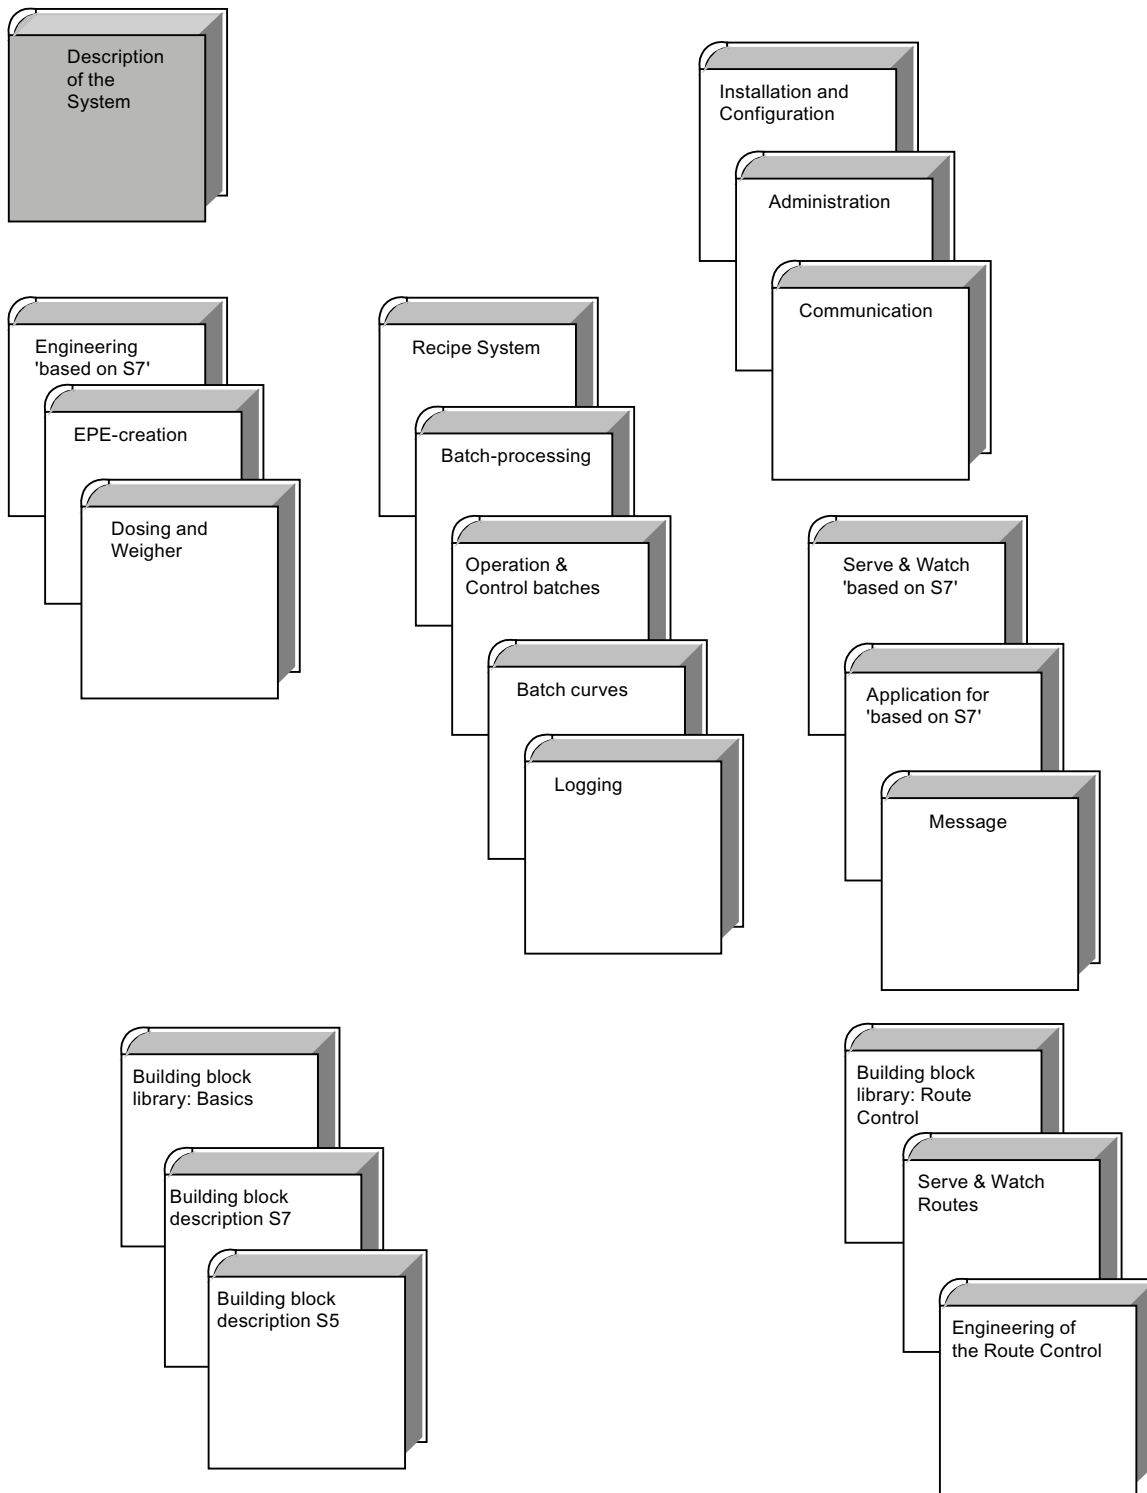 Description
of the
System
Installation and
Configuration
Administration
Communication
Engineering
'based on S7'
EPE-creation
Dosing and
Weigher
Recipe System
Batch-processing
Operation &
Control batches
Batch curves
Logging
Serve & Watch
'based on S7'
Application for
'based on S7'
Message
Building block
library: Basics
Building block
description S7
Building block
description S5
Building block
library: Route
Control
Serve & Watch
Routes
Engineering of
the Route Control